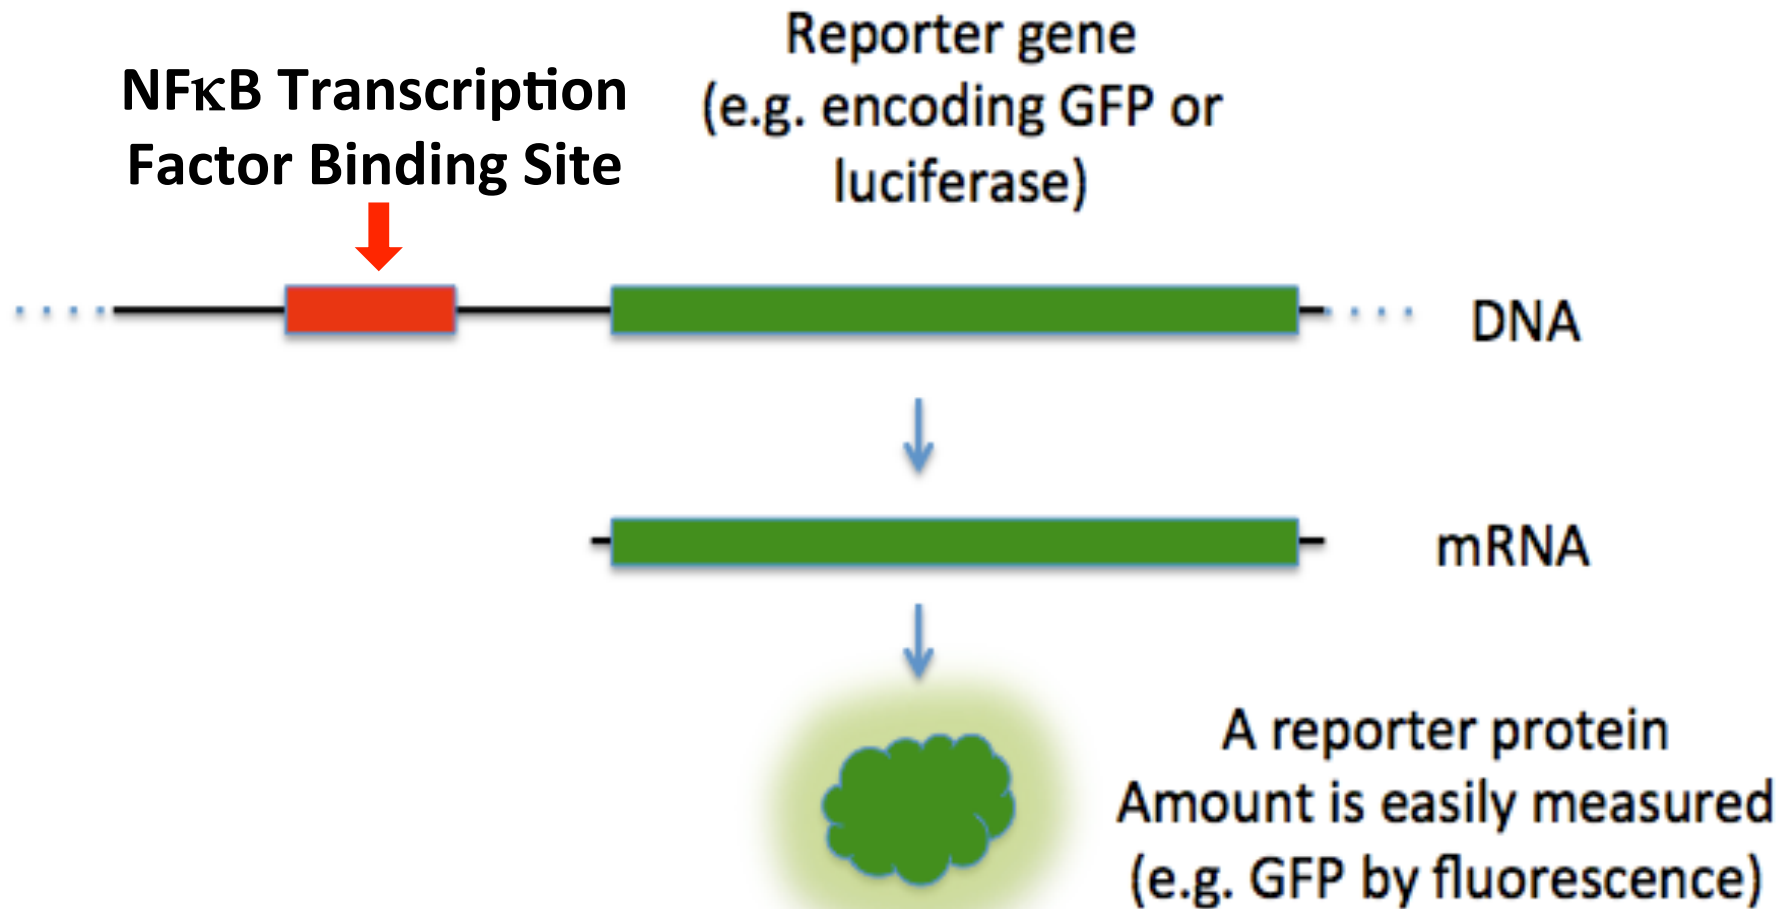 NFκB Transcription
Factor Binding Site
Reporter gene
(e.g. encoding GFP or
luciferase)
DNA
mRNA
A reporter protein
Amount is easily measured
(e.g. GFP by fluorescence)